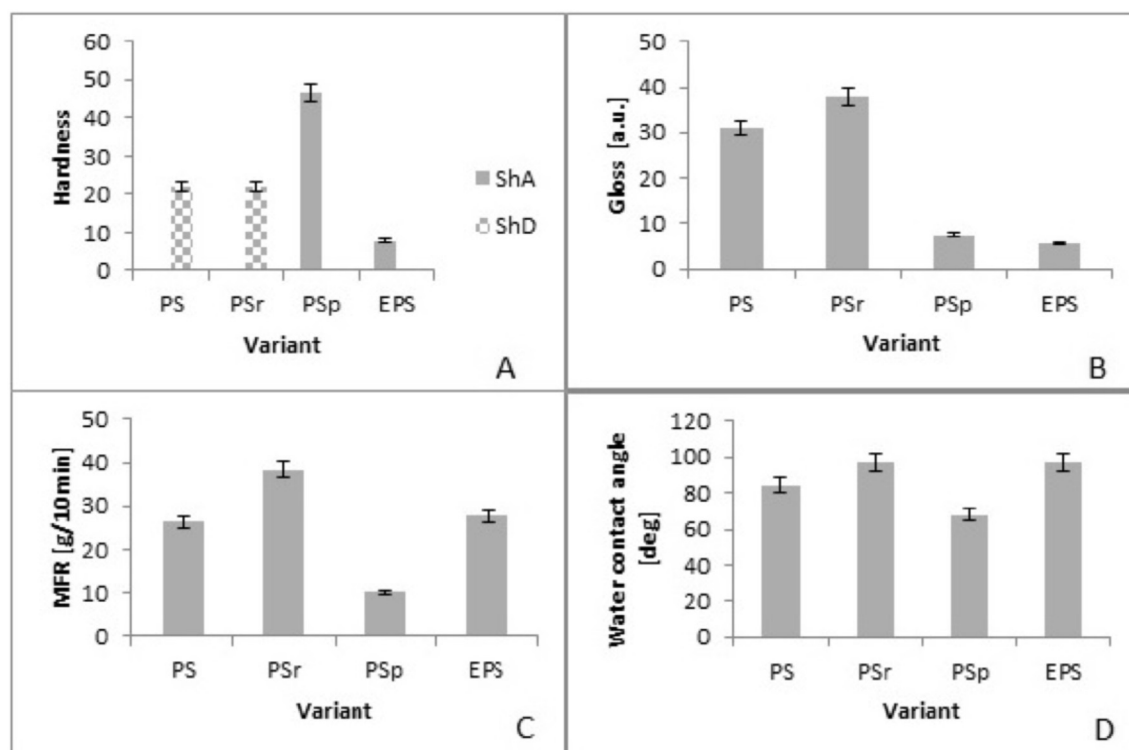 60
50
40
30
20
10
0
Hardness
PS PSr PSp EPS
Variant
ShA
ShD
A
50
40
30
20
10
0
Gloss [a.u.]
PS PSr PSp EPS
Variant
B
50
40
30
20
10
0
MFR [g/10min]
PS PSr PSp EPS
Variant
C
120
100
80
60
40
20
0
Water contact angle
[deg]
PS PSr PSp EPS
Variant
D